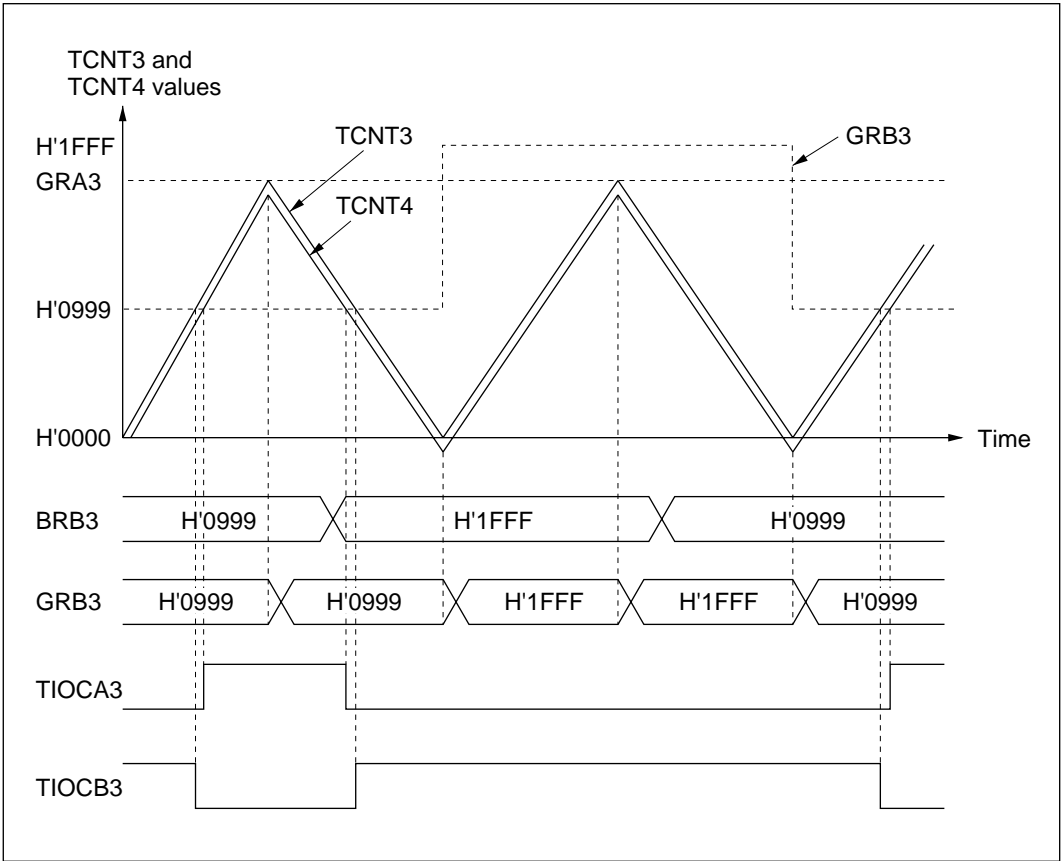 TCNT3 and
TCNT4 values
H'1FFF
TCNT3
GRB3
GRA3
TCNT4
H'0999
H'0000
Time
BRB3
H'0999
H'1FFF
H'0999
GRB3
H'0999
H'0999
H'1FFF
H'1FFF
H'0999
TIOCA3
TIOCB3